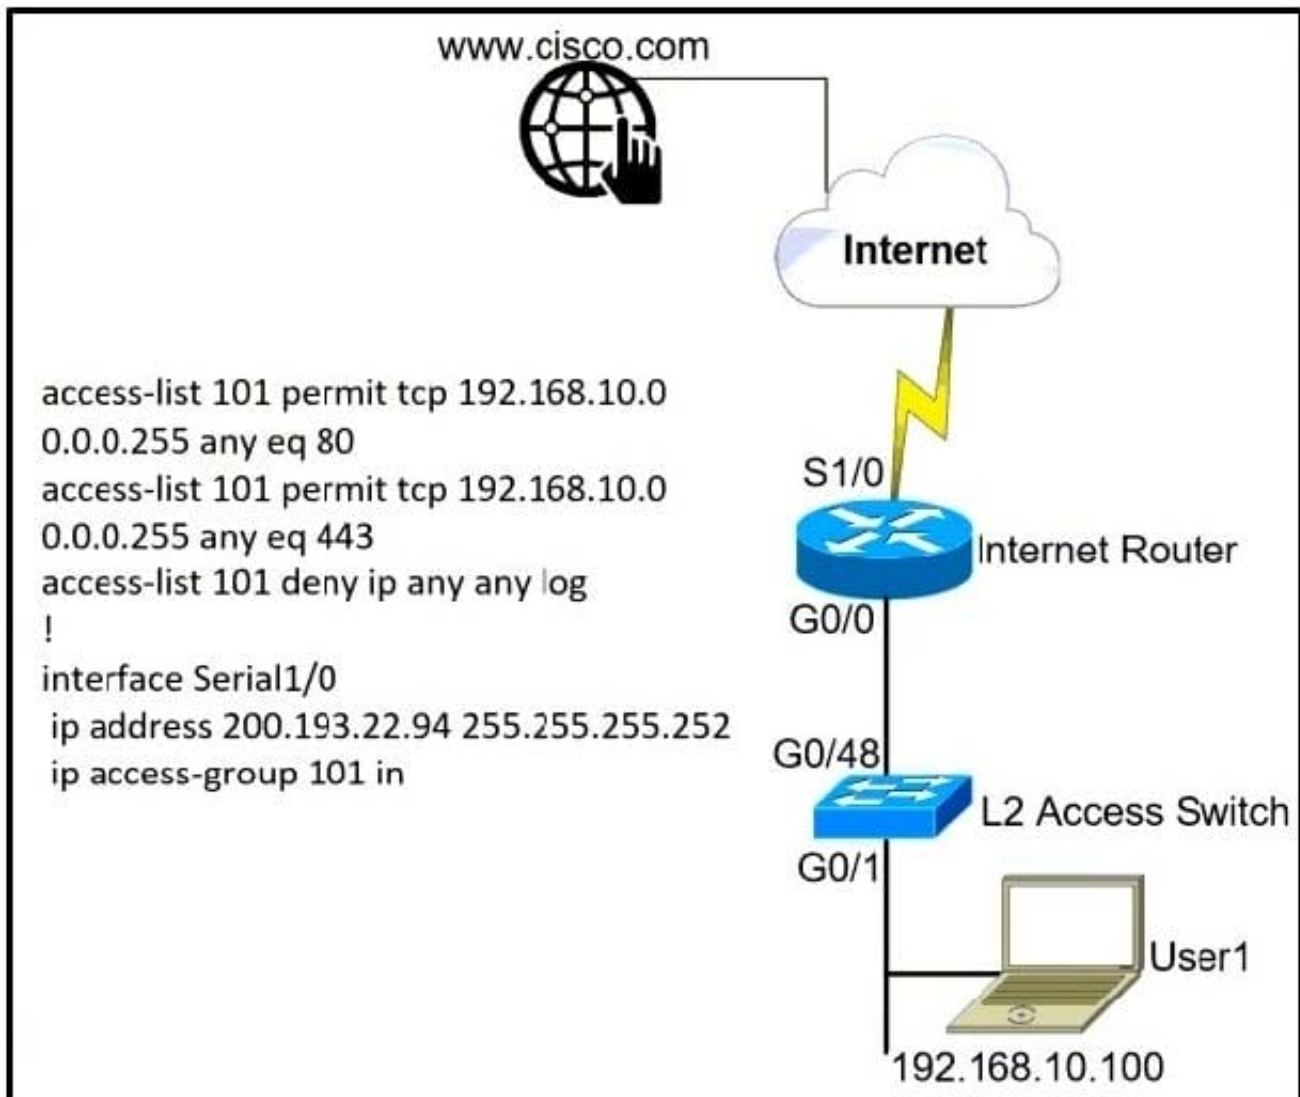 www.cisco.com
Internet
access-list 101 permit tcp 192.168.10.0
0.0.0.255 any eq 80
access-list 101 permit tcp 192.168.10.0
0.0.0.255 any eq 443
access-list 101 deny ip any any log
!
interface Serial1/0
ip address 200.193.22.94 255.255.255.252
ip access-group 101 in
S1/0
Internet Router
G0/0
G0/48
L2 Access Switch
G0/1
User1
192.168.10.100